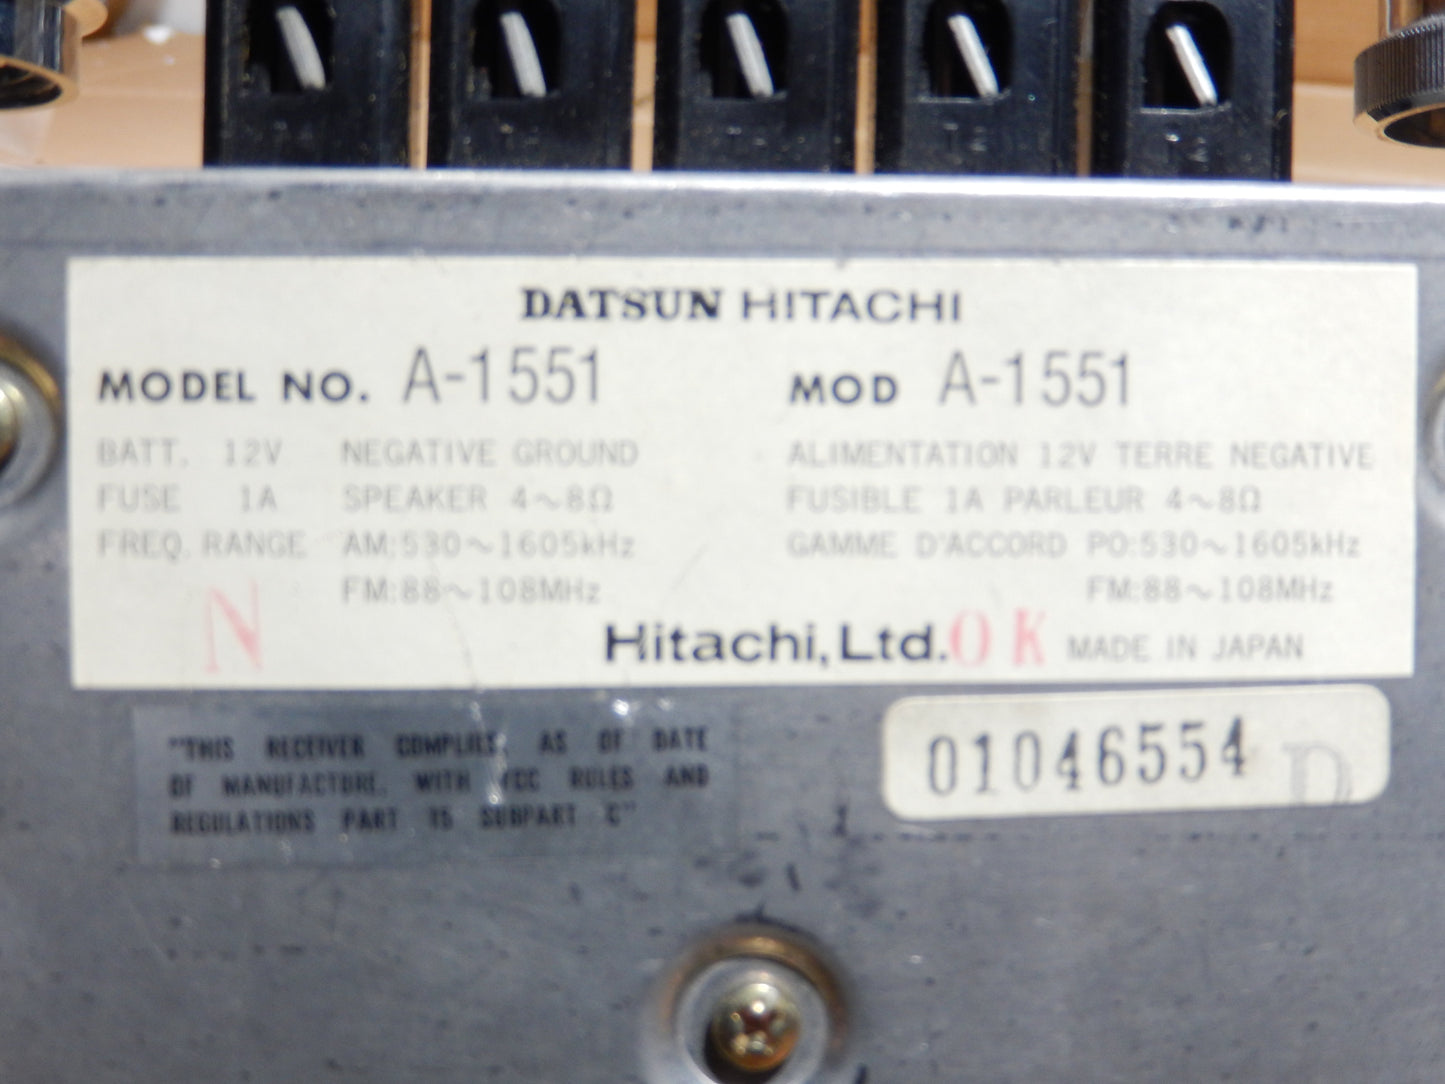 DATSUN HITACHI
MODEL NO. A-1551 MOD A-1551
BATT. 12V NEGATIVE GROUND ALIMENTATION 12V TERRE NEGATIVE
FUSE 1A SPEAKER 4~8Ω FUSIBLE 1A PARLEUR 4~8Ω
FREQ. RANGE AM:530~1605kHz GAMME D'ACCORD PO:530~1605kHz
FM:88~108MHz FM:88~108MHz
N Hitachi, Ltd. OK MADE IN JAPAN
"THIS RECEIVER COMPLIES, AS OF DATE
OF MANUFACTURE, WITH FCC RULES AND
REGULATIONS PART 15 SUBPART C"
01046554 D